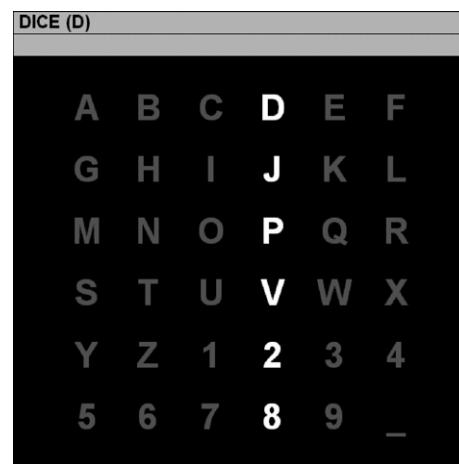 DICE (D)
A B C D E F
G H I J K L
M N O P Q R
S T U V W X
Y Z 1 2 3 4
5 6 7 8 9 _